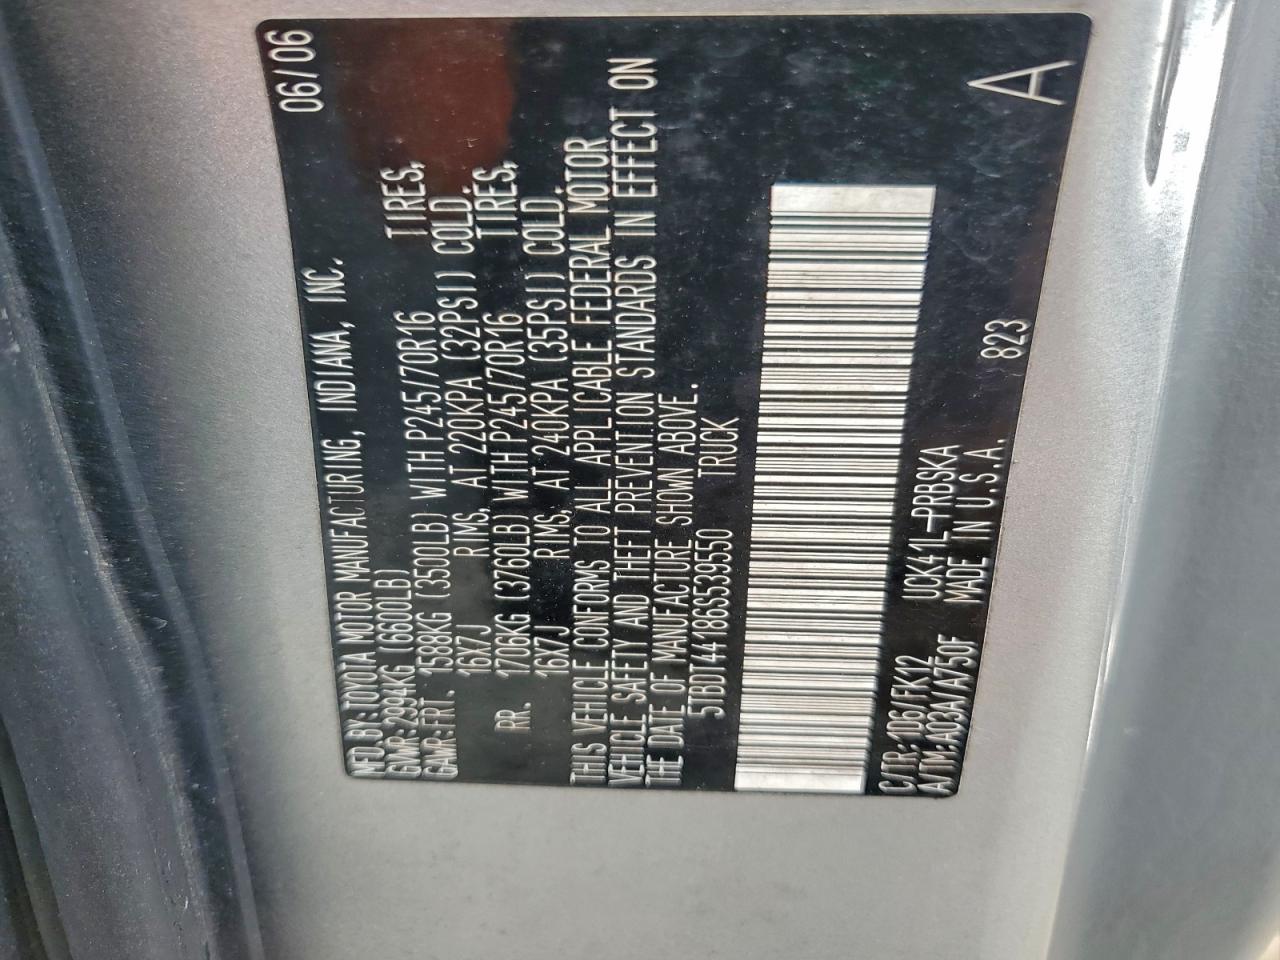 MFD.BY:TOYOTA MOTOR MANUFACTURING, INDIANA, INC. 06/06
GVWR:2994KG (6600LB)
GAWR:FRT. 1588KG (3500LB) WITH P245/70R16 TIRES,
16X7J RIMS, AT 220KPA (32PSI) COLD.
RR. 1706KG (3760LB) WITH P245/70R16 TIRES,
16X7J RIMS, AT 240KPA (35PSI) COLD.
THIS VEHICLE CONFORMS TO ALL APPLICABLE FEDERAL MOTOR
VEHICLE SAFETY AND THEFT PREVENTION STANDARDS IN EFFECT ON
THE DATE OF MANUFACTURE SHOWN ABOVE.
5TBDT44186S539550 TRUCK
C/TR:1D6/FK12 UCK41L-PRBSKA
A/TM:A03A/A750F MADE IN U.S.A. 823 A